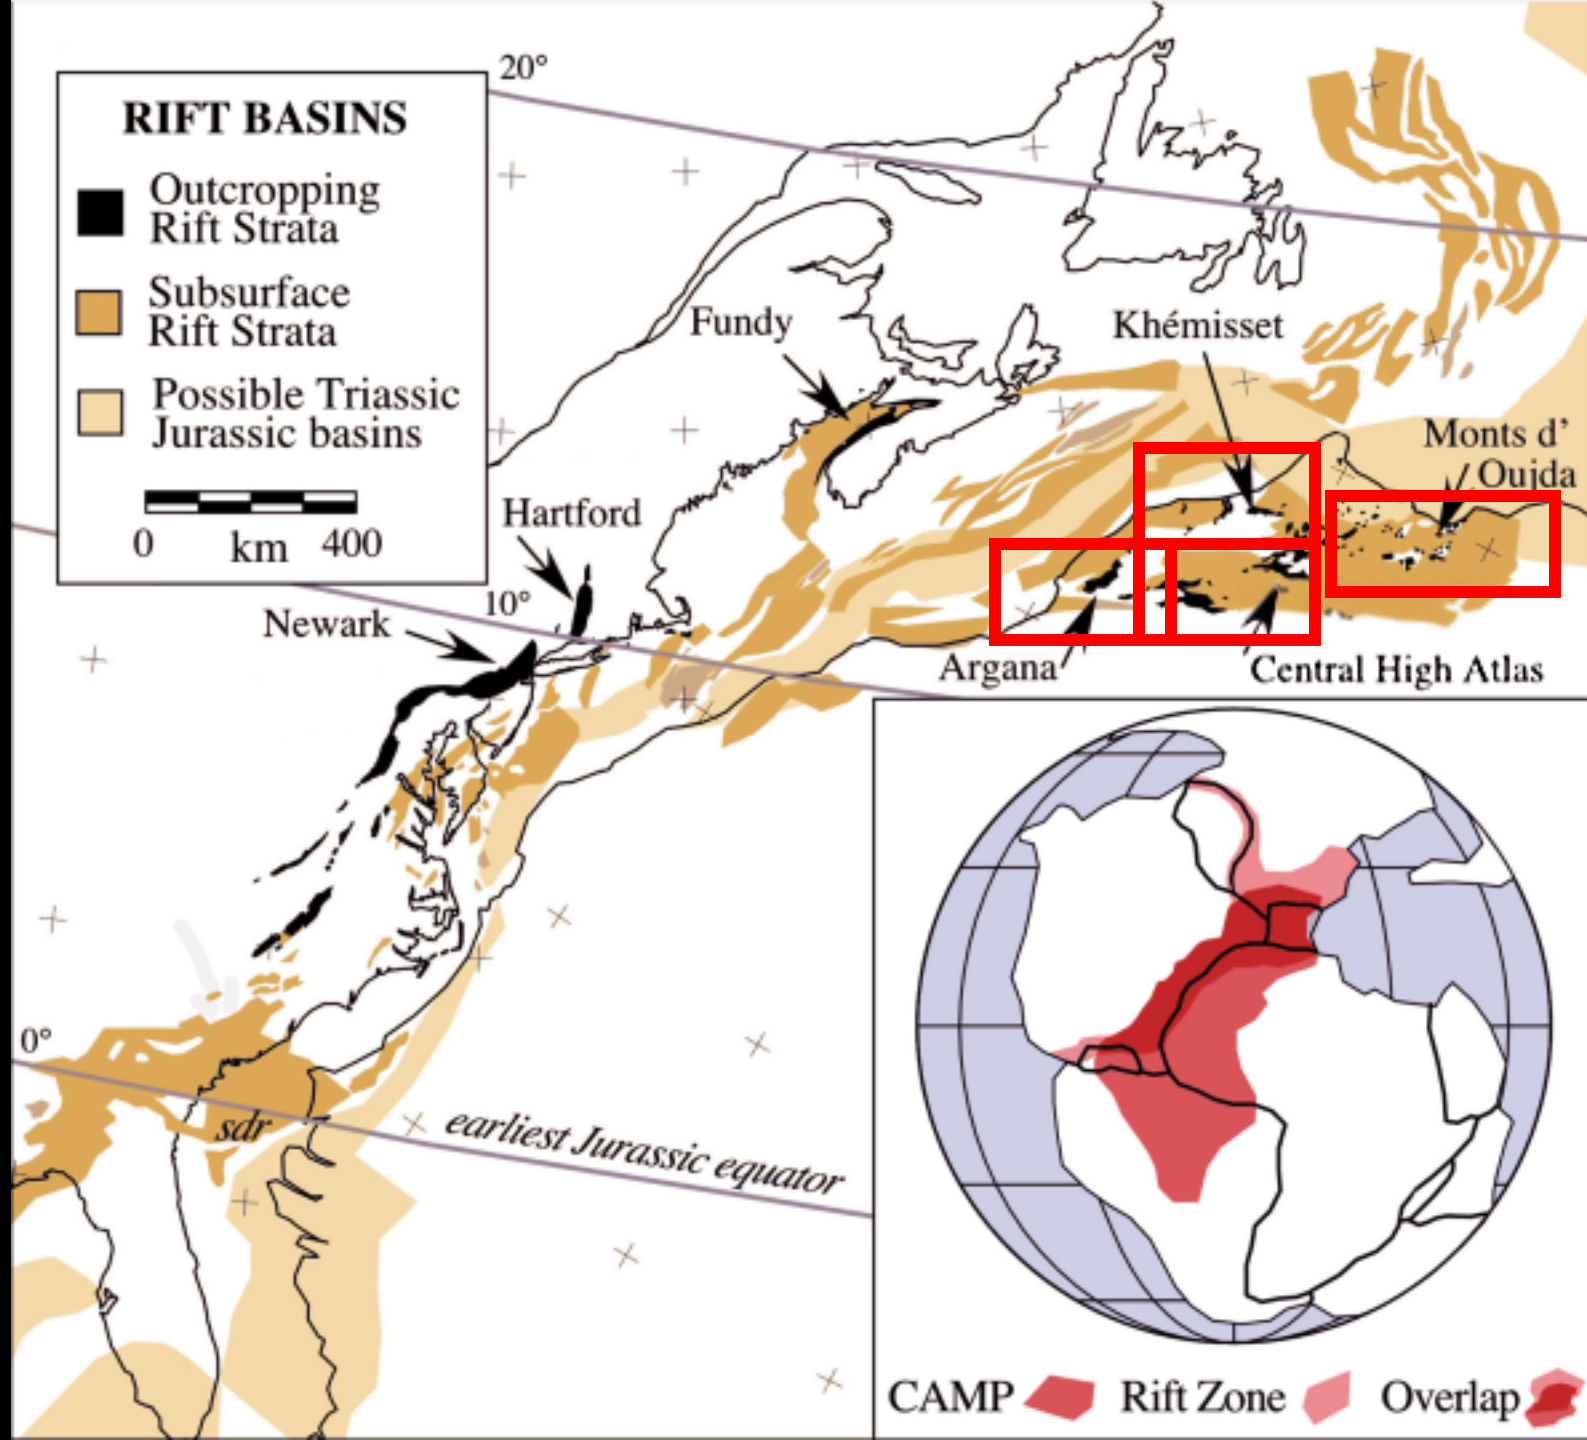 20°
RIFT BASINS
Outcropping
Rift Strata
Subsurface
Rift Strata
Possible Triassic
Jurassic basins
0 km 400
Fundy
Khémisset
Monts d'
Oujda
Hartford
10°
Newark
Argana
Central High Atlas
0°
sdr
earliest Jurassic equator
CAMP
Rift Zone
Overlap